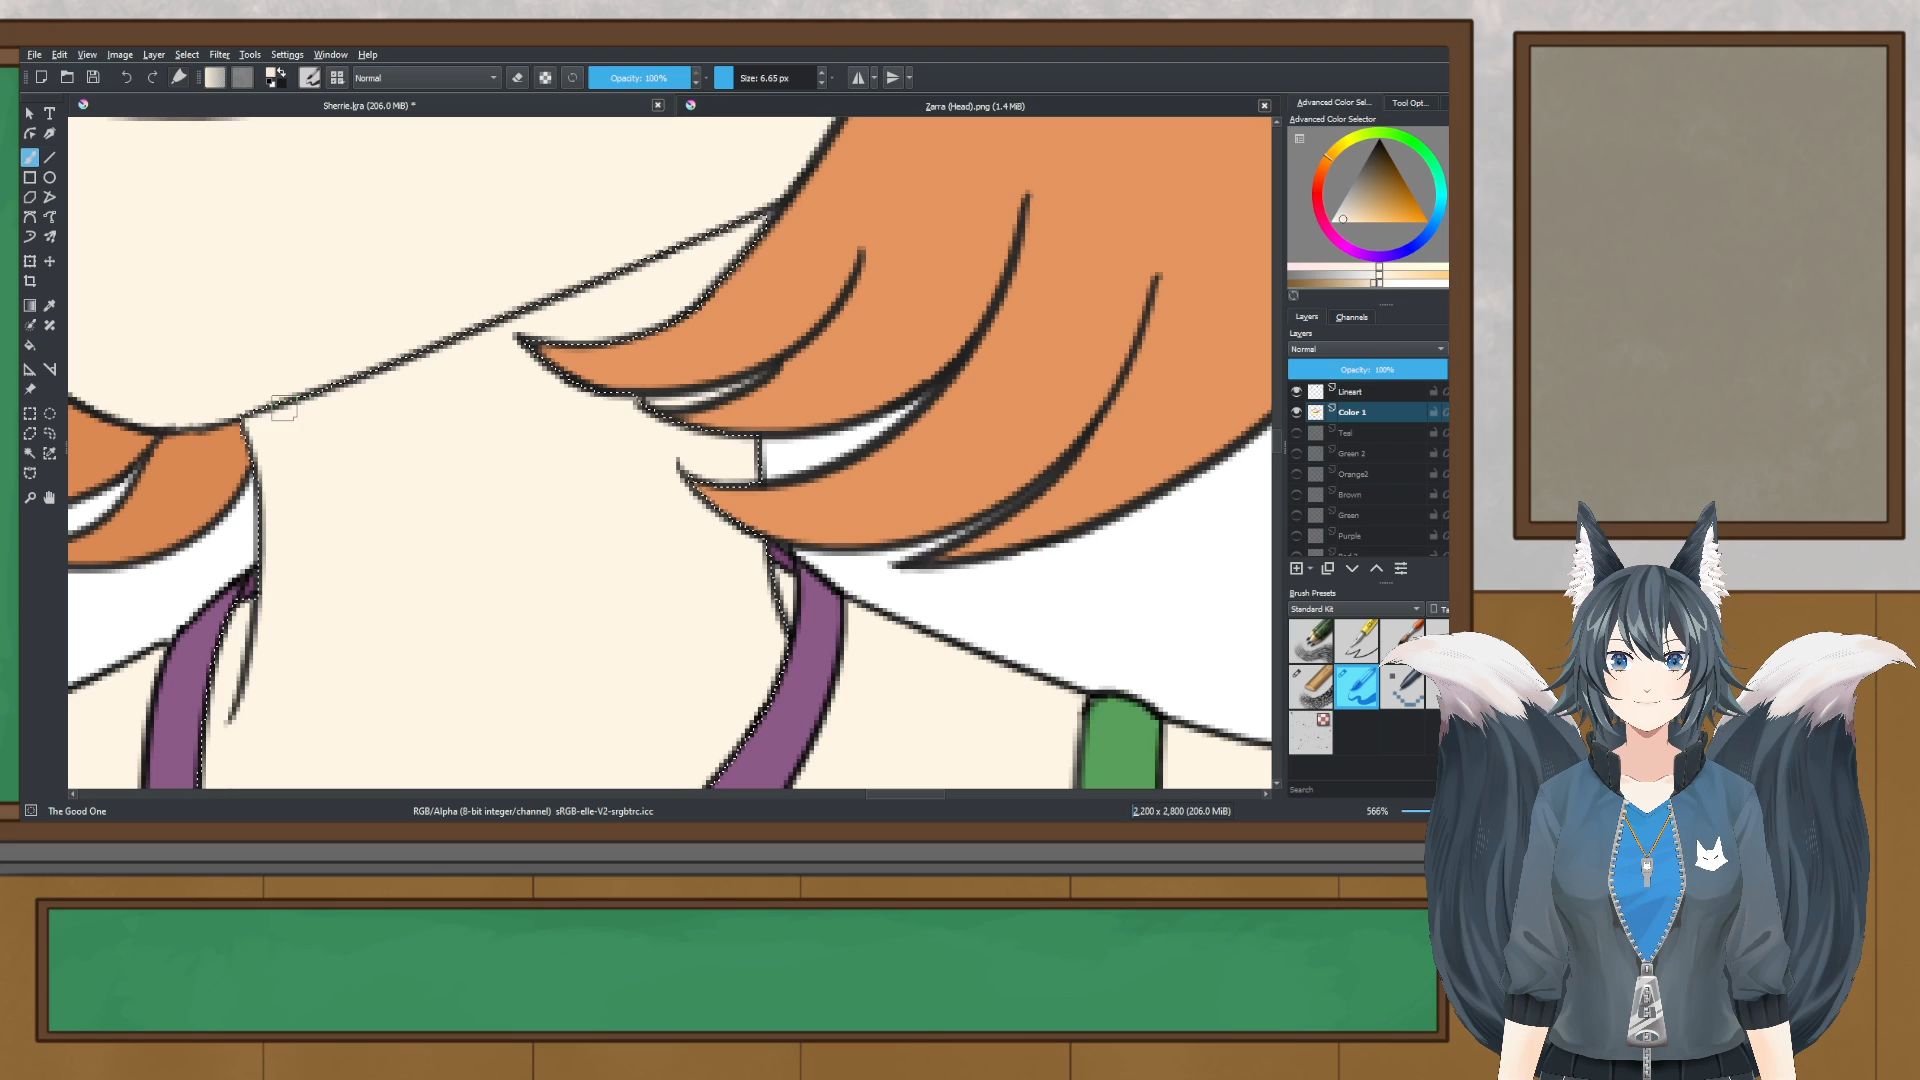 File Edit View Image Layer Select Filter Tools Settings Window Help
Normal
Opacity: 100%
Size: 6.65 px
Sherrie.kra (206.0 MiB) *
Zarra (Head).png (1.4 MiB)
Advanced Color Sel...
Tool Opt...
Advanced Color Selector
Layers
Channels
Layers
Normal
Opacity: 100%
Lineart
Color 1
Teal
Green 2
Orange2
Brown
Green
Purple
Brush Presets
Standard Kit
Ta
Search
The Good One
RGB/Alpha (8-bit integer/channel) sRGB-elle-V2-srgbtrc.icc
2,200 x 2,800 (206.0 MiB)
566%